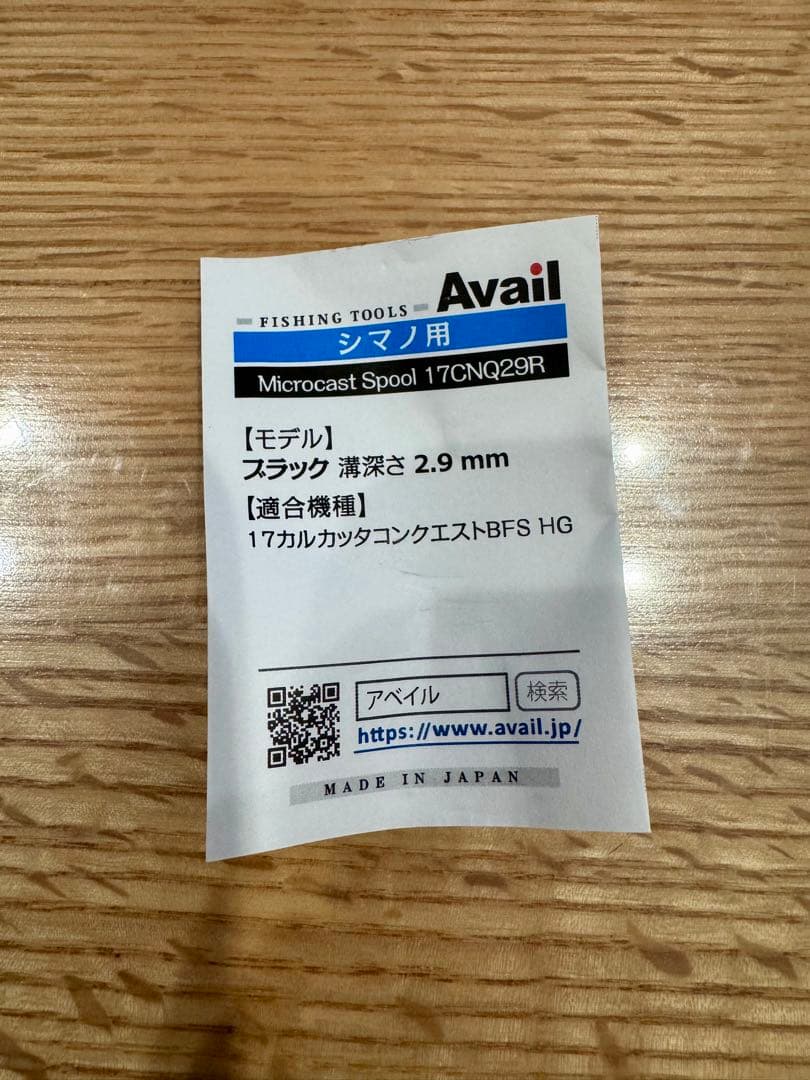 Avail
FISHING TOOLS
シマノ用
Microcast Spool 17CNQ29R
【モデル】
ブラック 溝深さ 2.9 mm
【適合機種】
17カルカッタコンクエストBFS HG
アベイル 検索
https://www.avail.jp/
MADE IN JAPAN